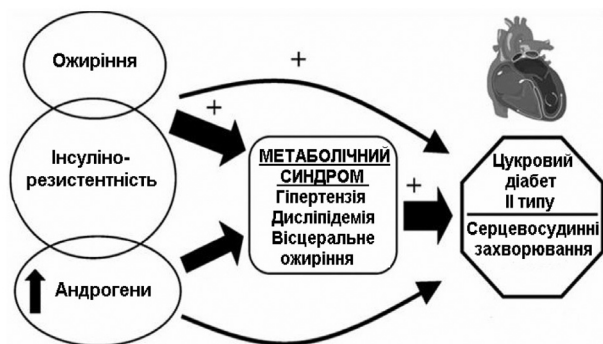 Ожиріння
+
+
Інсуліно-
резистентність
МЕТАБОЛІЧНИЙ
СИНДРОМ
Гіпертензія
Дисліпідемія
Вісцеральне
ожиріння
+
Цукровий
діабет
II типу
Серцевосудинні
захворювання
Андрогени